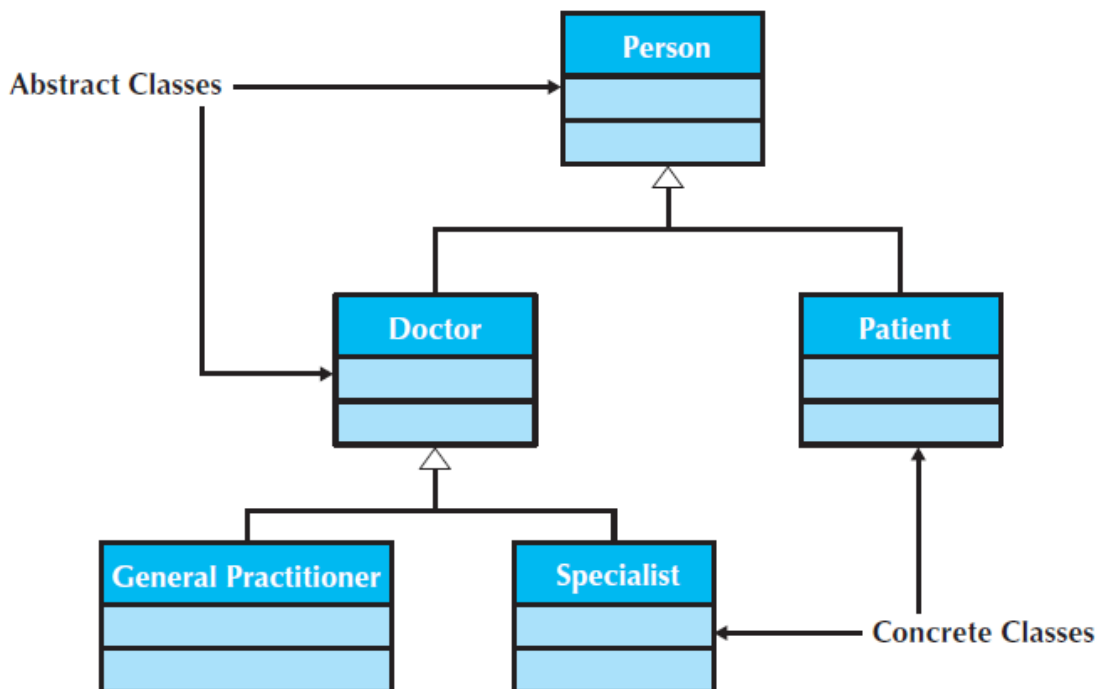 Person
Abstract Classes
Doctor
Patient
General Practitioner
Specialist
Concrete Classes